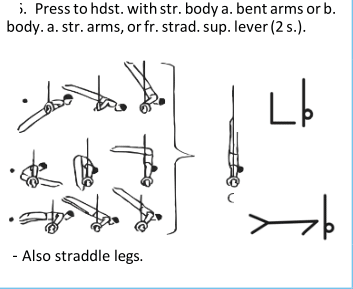 5. Press to hdst. with str. body a. bent arms or b.
body. a. str. arms, or fr. strad. sup. lever (2 s.).
C
- Also straddle legs.